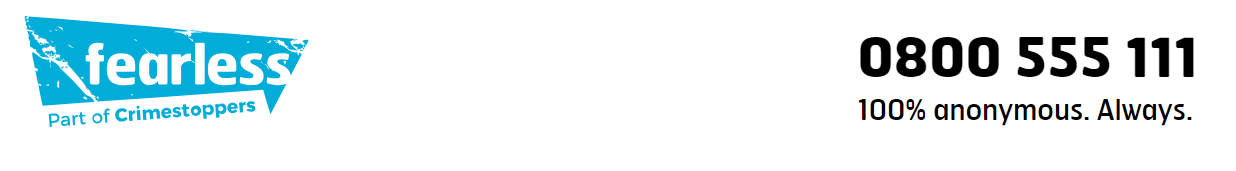 fearless
Part of Crimestoppers
0800 555 111
100% anonymous. Always.